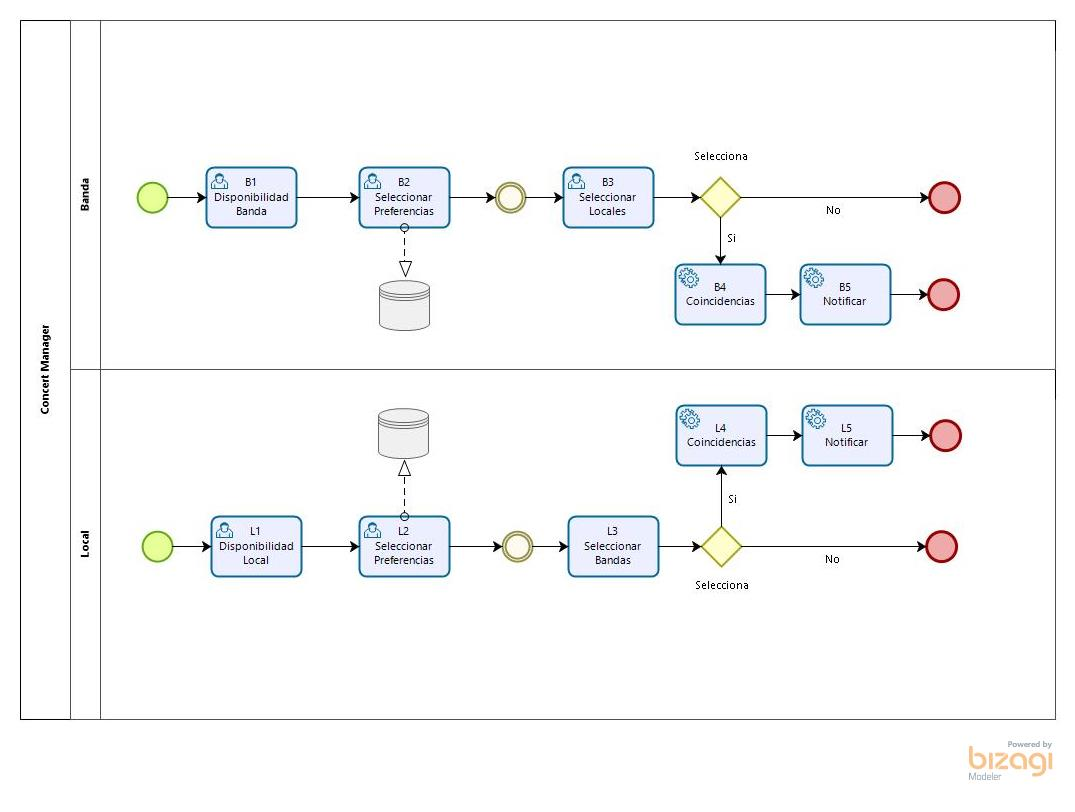 Concert Manager
Banda
B1
Disponibilidad
Banda
B2
Seleccionar
Preferencias
B3
Seleccionar
Locales
Selecciona
No
Si
B4
Coincidencias
B5
Notificar
Local
L4
Coincidencias
L5
Notificar
Si
L1
Disponibilidad
Local
L2
Seleccionar
Preferencias
L3
Seleccionar
Bandas
No
Selecciona
Powered by
bizagi
Modeler